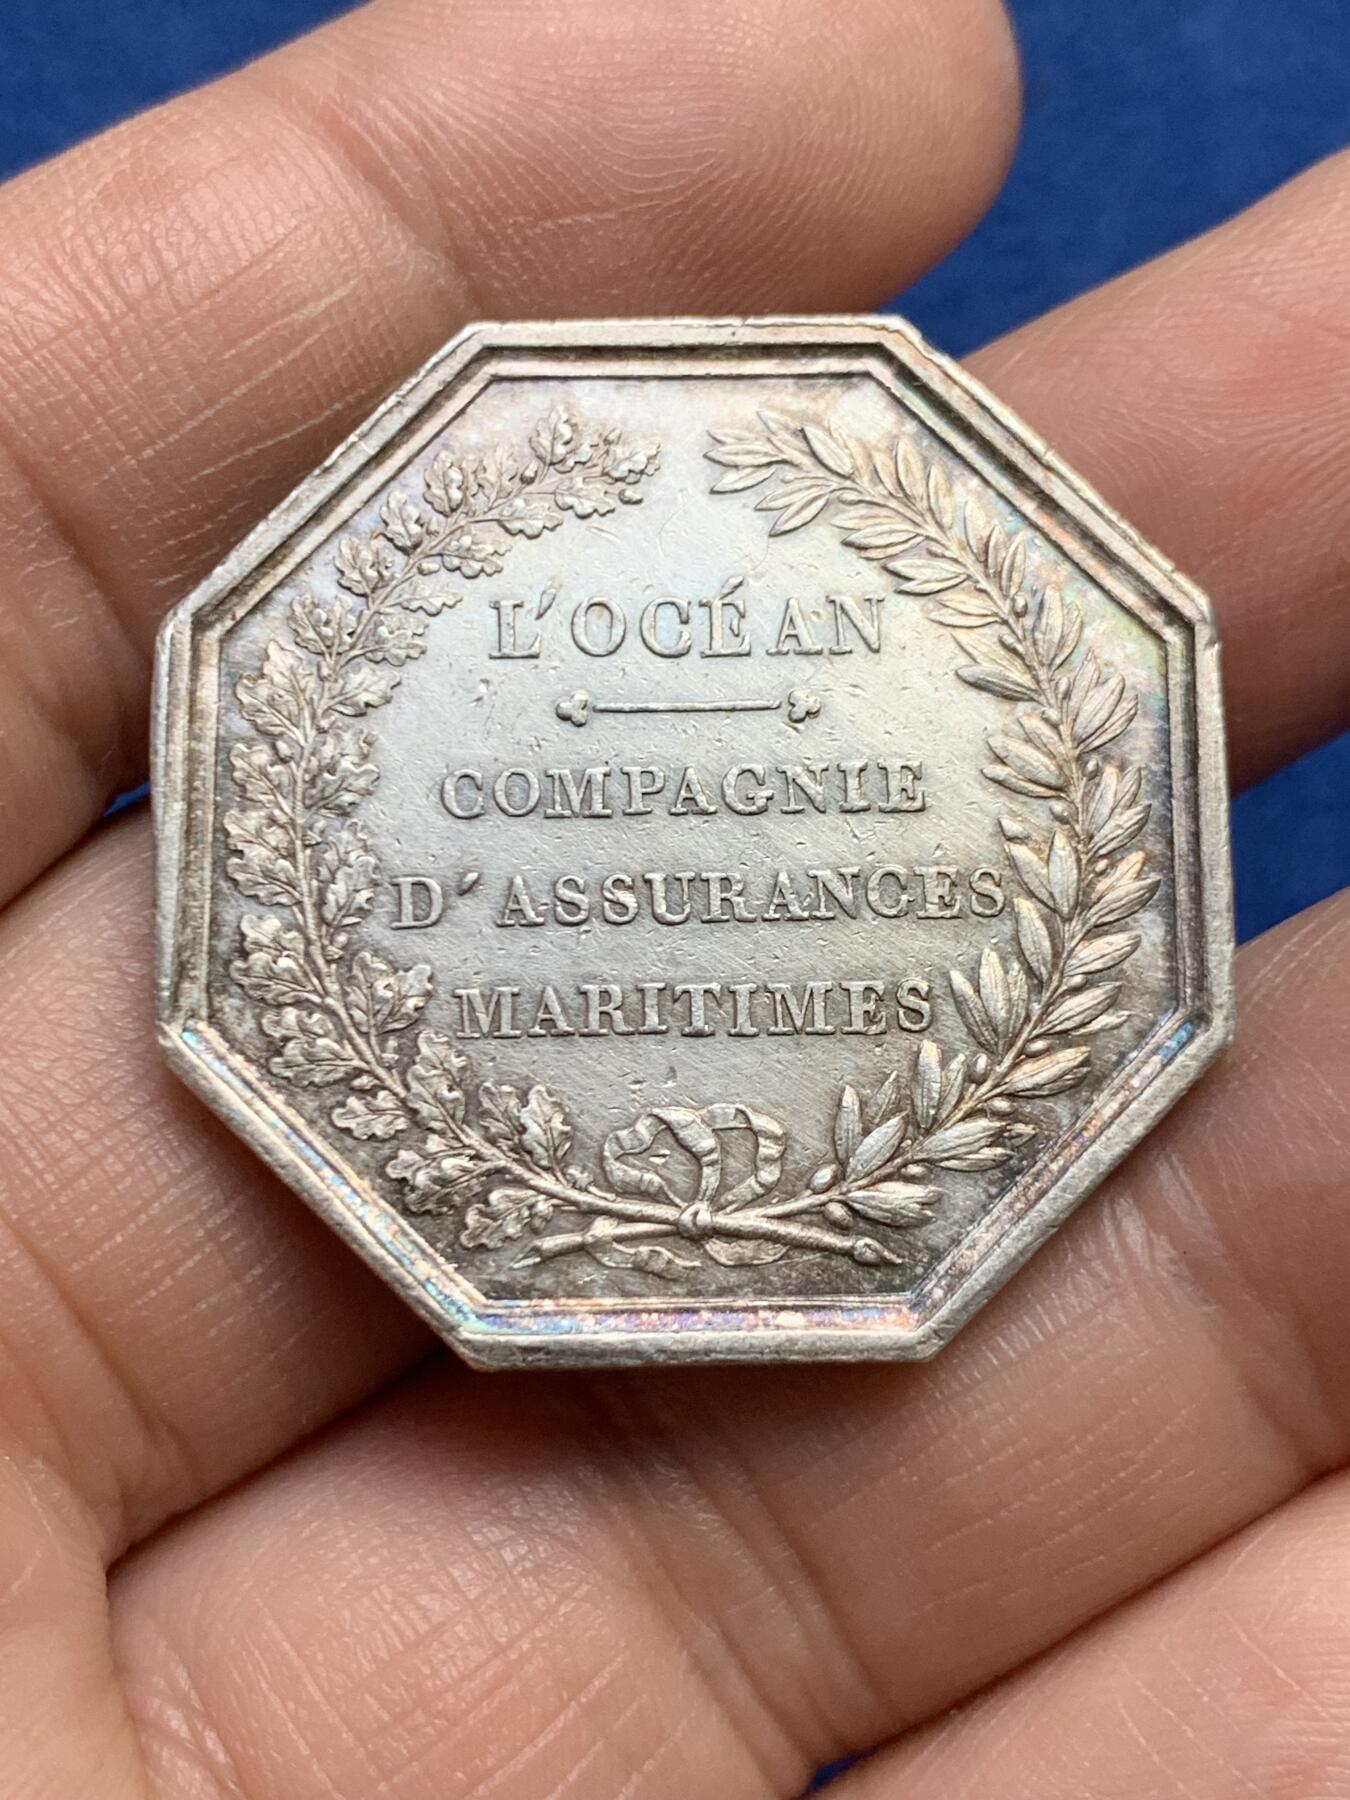 L'OCÉAN
COMPAGNIE
D'ASSURANCES
MARITIMES